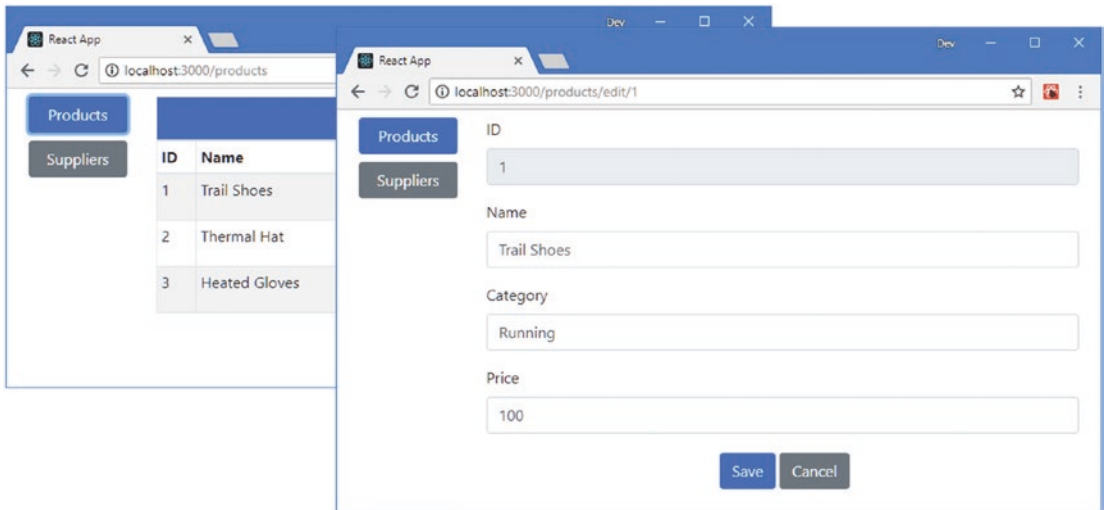 Dev
React App
localhost:3000/products
Products
Suppliers
ID Name
1 Trail Shoes
2 Thermal Hat
3 Heated Gloves
Dev
React App
localhost:3000/products/edit/1
Products
Suppliers
ID
1
Name
Trail Shoes
Category
Running
Price
100
Save Cancel